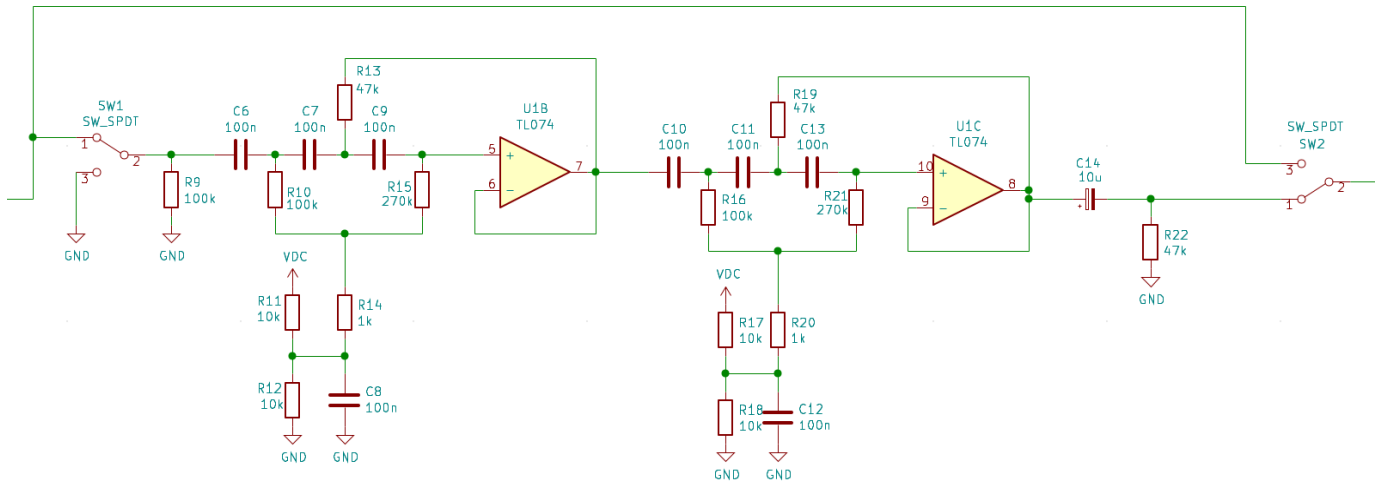 SW1
SW_SPDT
1
2
3
GND
R9
100k
GND
C6
100n
C7
100n
R13
47k
C9
100n
R10
100k
R15
270k
VDC
R11
10k
R14
1k
R12
10k
C8
100n
GND
GND
U1B
TL074
5
+
6
-
7
C10
100n
C11
100n
R19
47k
C13
100n
R16
100k
R21
270k
VDC
R17
10k
R20
1k
R18
10k
C12
100n
GND
GND
U1C
TL074
10
+
9
-
8
C14
10u
+
R22
47k
GND
SW_SPDT
SW2
3
2
1